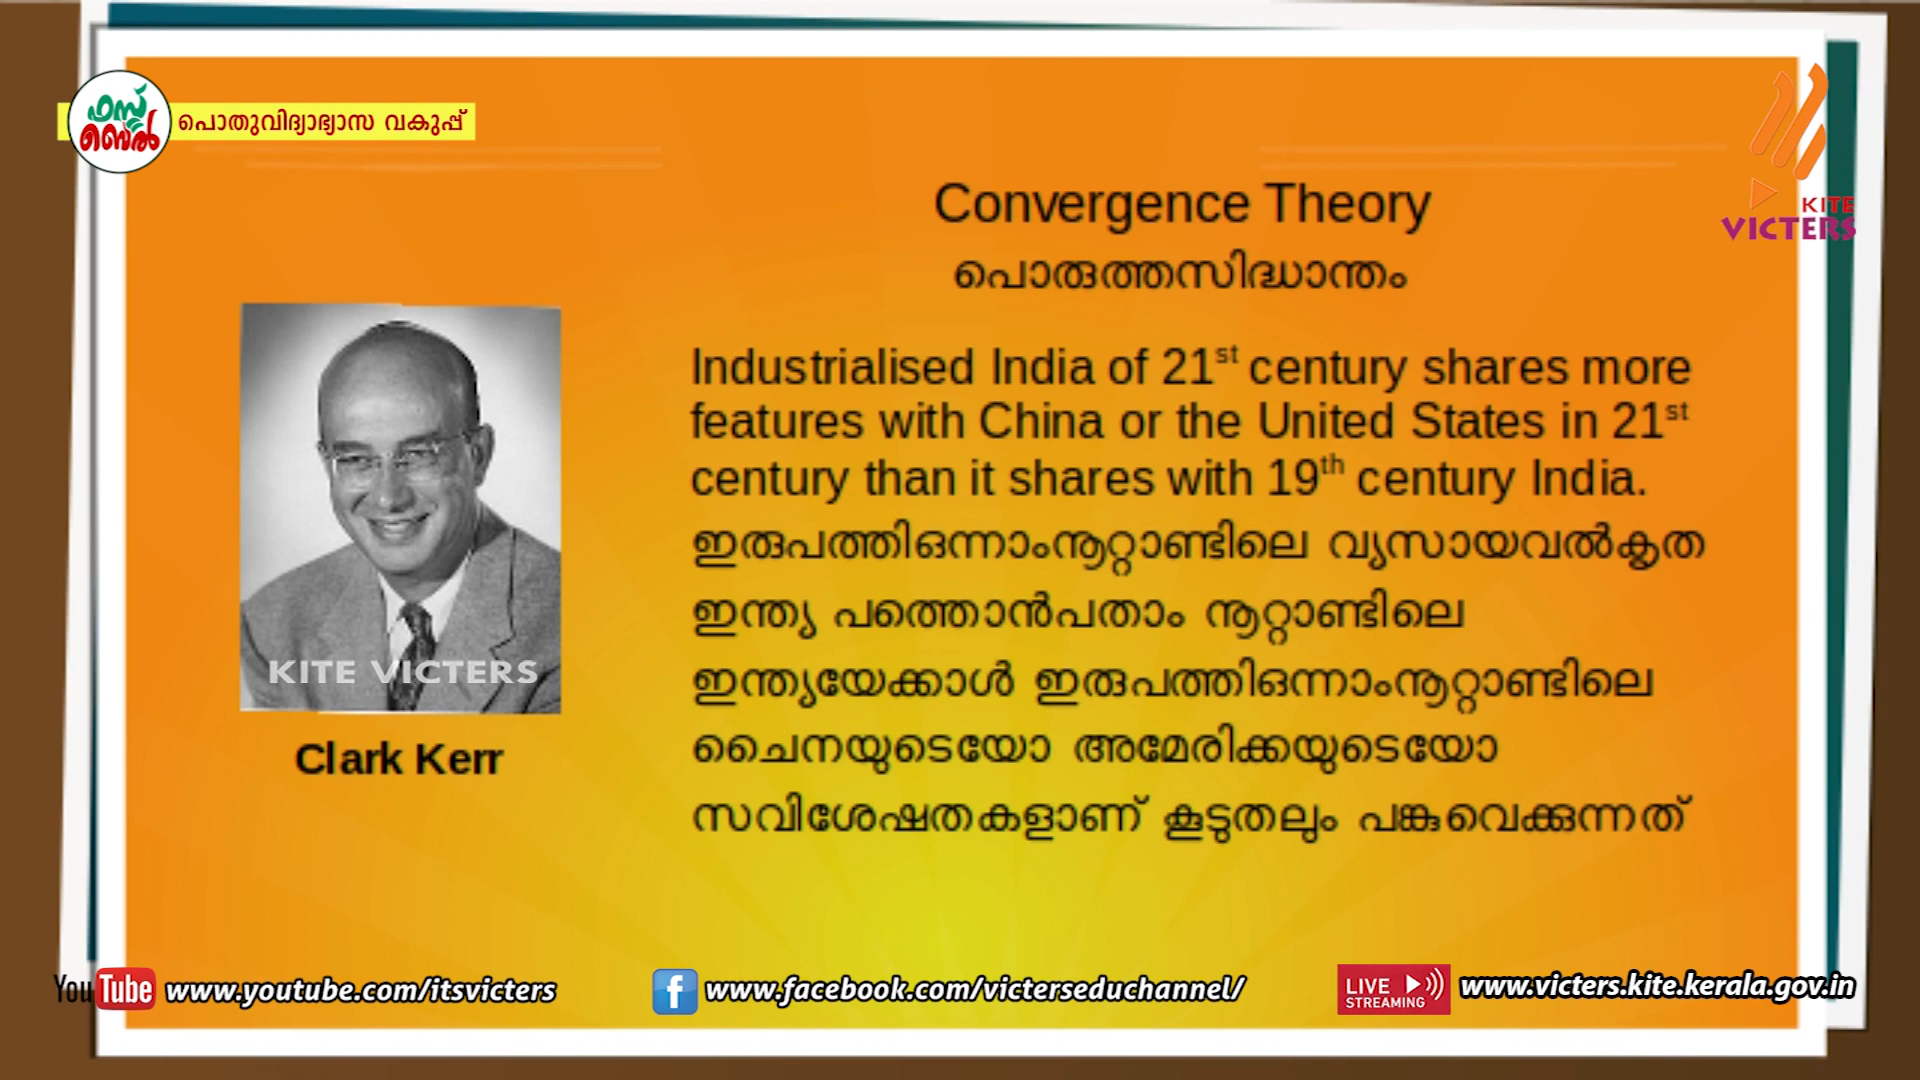 ഫസ്റ്റ്
ബെൽ
പൊതുവിദ്യാഭ്യാസ വകുപ്പ്
KITE
VICTERS
Convergence Theory
പൊരുത്തസിദ്ധാന്തം
Industrialised India of 21st century shares more
features with China or the United States in 21st
century than it shares with 19th century India.
ഇരുപത്തിഒന്നാംനൂറ്റാണ്ടിലെ വ്യസായവൽകൃത
ഇന്ത്യ പത്തൊൻപതാം നൂറ്റാണ്ടിലെ
ഇന്ത്യയേക്കാൾ ഇരുപത്തിഒന്നാംനൂറ്റാണ്ടിലെ
ചൈനയുടെയോ അമേരിക്കയുടെയോ
സവിശേഷതകളാണ് കൂടുതലും പങ്കുവെക്കുന്നത്
KITE VICTERS
Clark Kerr
YouTube www.youtube.com/itsvicters
f www.facebook.com/victerseduchannel/
LIVE
STREAMING
www.victers.kite.kerala.gov.in